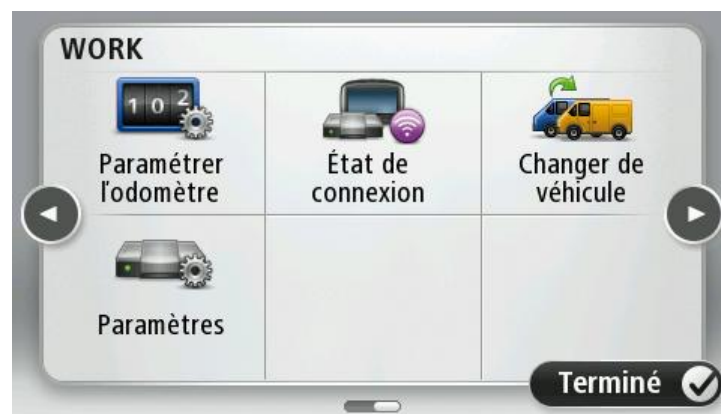 WORK
102
Paramétrer
l'odomètre
État de
connexion
Changer de
véhicule
Paramètres
Terminé